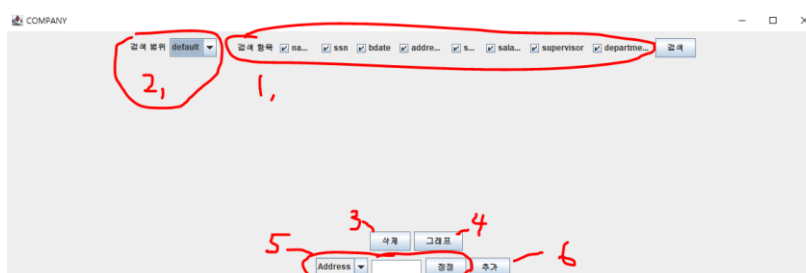 COMPANY
검색 범위 default 검색 항목 na... ssn bdate addre... s... sala... supervisor departme... 검색
2, 1,
3 4
삭제 그래프
5 6
Address 정정 추가